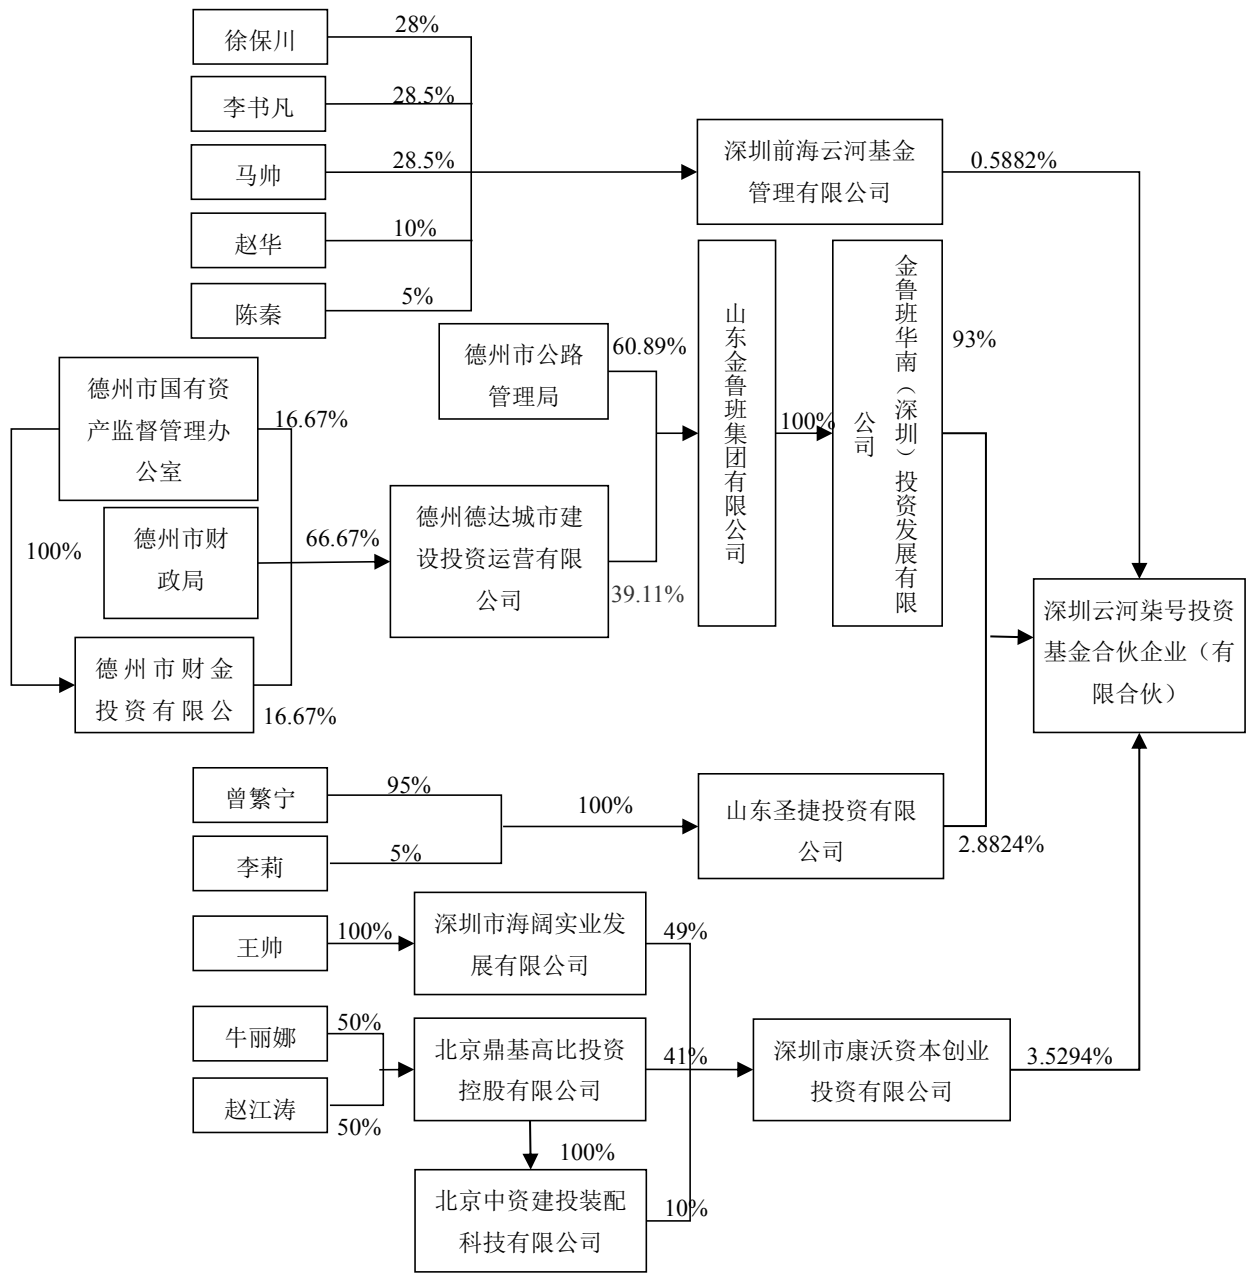 徐保川
28%
李书凡
28.5%
马帅
28.5%
赵华
10%
陈秦
5%
深圳前海云河基金
管理有限公司
0.5882%
德州市公路
管理局
60.89%
德州市国有资
产监督管理办
公室
16.67%
100%
德州市财
政局
66.67%
德州德达城市建
设投资运营有限
公司
39.11%
德州市财金
投资有限公
16.67%
山东金鲁班集团有限公司
100%
金鲁班华南（深圳）投资发展有限
公司
93%
深圳云河柒号投资
基金合伙企业（有
限合伙）
曾繁宁
95%
李莉
5%
100%
山东圣捷投资有限
公司
2.8824%
王帅
100%
深圳市海阔实业发
展有限公司
49%
牛丽娜
50%
赵江涛
50%
北京鼎基高比投资
控股有限公司
41%
100%
北京中资建投装配
科技有限公司
10%
深圳市康沃资本创业
投资有限公司
3.5294%